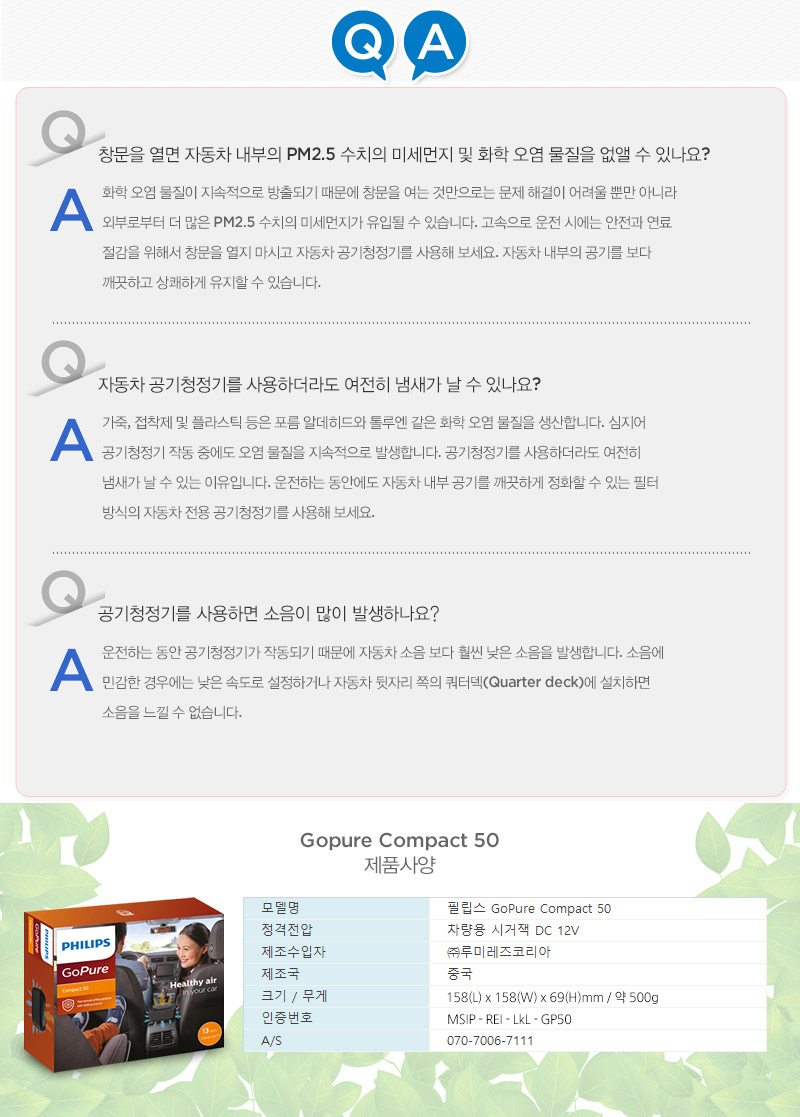 Q A
Q
창문을 열면 자동차 내부의 PM2.5 수치의 미세먼지 및 화학 오염 물질을 없앨 수 있나요?
A
화학 오염 물질이 지속적으로 방출되기 때문에 창문을 여는 것만으로는 문제 해결이 어려울 뿐만 아니라
외부로부터 더 많은 PM2.5 수치의 미세먼지가 유입될 수 있습니다. 고속으로 운전 시에는 안전과 연료
절감을 위해서 창문을 열지 마시고 자동차 공기청정기를 사용해 보세요. 자동차 내부의 공기를 보다
깨끗하고 상쾌하게 유지할 수 있습니다.
Q
자동차 공기청정기를 사용하더라도 여전히 냄새가 날 수 있나요?
A
가죽, 접착제 및 플라스틱 등은 포름 알데히드와 톨루엔 같은 화학 오염 물질을 생산합니다. 심지어
공기청정기 작동 중에도 오염 물질을 지속적으로 발생합니다. 공기청정기를 사용하더라도 여전히
냄새가 날 수 있는 이유입니다. 운전하는 동안에도 자동차 내부 공기를 깨끗하게 정화할 수 있는 필터
방식의 자동차 전용 공기청정기를 사용해 보세요.
Q
공기청정기를 사용하면 소음이 많이 발생하나요?
A
운전하는 동안 공기청정기가 작동되기 때문에 자동차 소음 보다 훨씬 낮은 소음을 발생합니다. 소음에
민감한 경우에는 낮은 속도로 설정하거나 자동차 뒷자리 쪽의 쿼터덱(Quarter deck)에 설치하면
소음을 느낄 수 없습니다.
Gopure Compact 50
제품사양
PHILIPS
GoPure
Compact 50
Healthy air
in your car
PHILIPS
GoPure
모델명 필립스 GoPure Compact 50
정격전압 차량용 시거잭 DC 12V
제조수입자 ㈜루미레즈코리아
제조국 중국
크기 / 무게 158(L) x 158(W) x 69(H)mm / 약 500g
인증번호 MSIP - REI - LkL - GP50
A/S 070-7006-7111